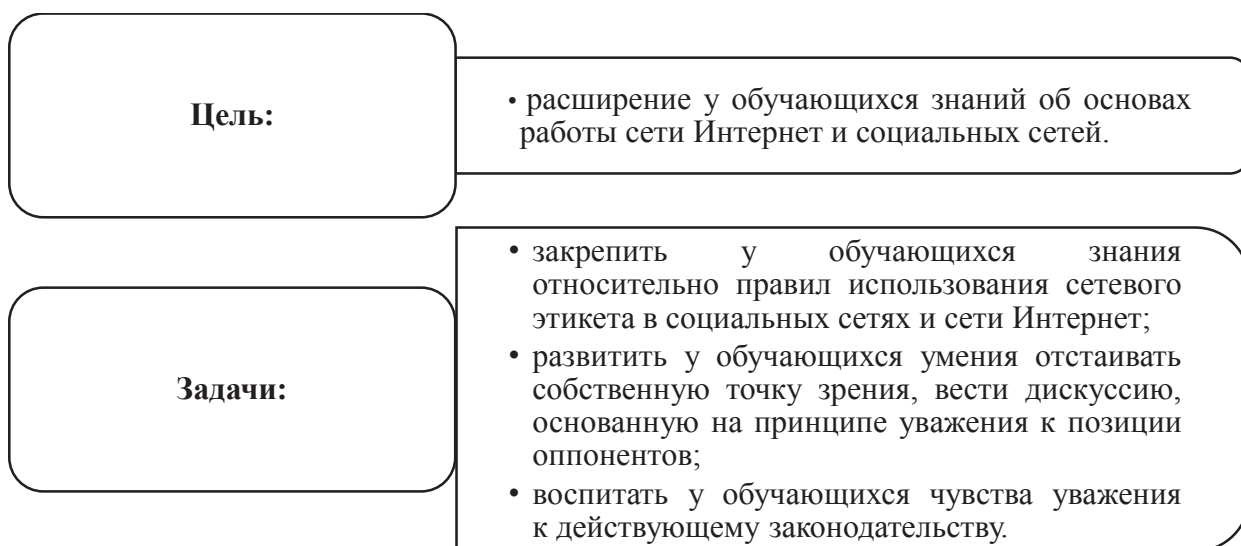 Цель:
• расширение у обучающихся знаний об основах
работы сети Интернет и социальных сетей.
Задачи:
• закрепить у обучающихся знания
относительно правил использования сетевого
этикета в социальных сетях и сети Интернет;
• развитить у обучающихся умения отстаивать
собственную точку зрения, вести дискуссию,
основанную на принципе уважения к позиции
оппонентов;
• воспитать у обучающихся чувства уважения
к действующему законодательству.